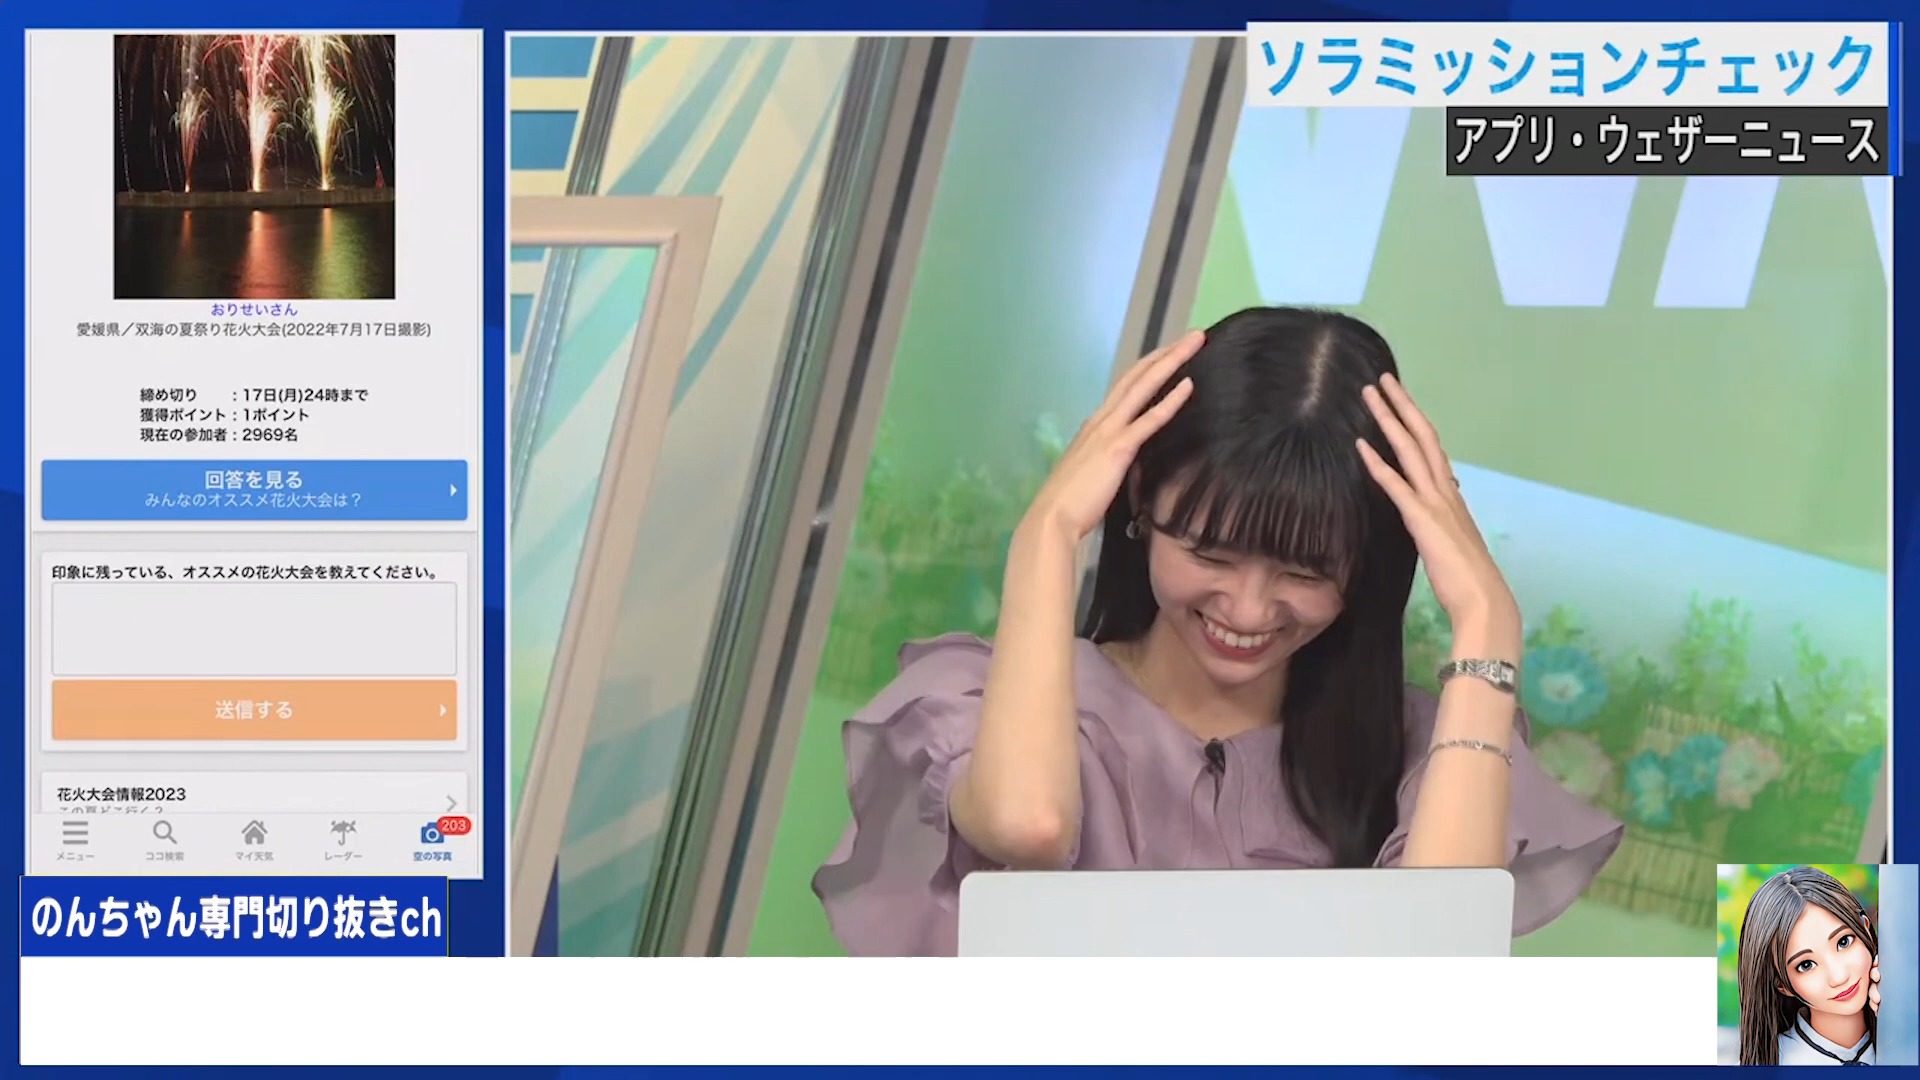 ソラミッションチェック
アプリ・ウェザーニュース
おりせいさん
愛媛県／双海の夏祭り花火大会(2022年7月17日撮影)
締め切り　：17日(月)24時まで
獲得ポイント：1ポイント
現在の参加者：2969名
回答を見る
みんなのオススメ花火大会は？
印象に残っている、オススメの花火大会を教えてください。
送信する
花火大会情報2023
この夏どこ行く？
203
メニュー
ココ検索
マイ天気
レーダー
空の写真
のんちゃん専門切り抜きch